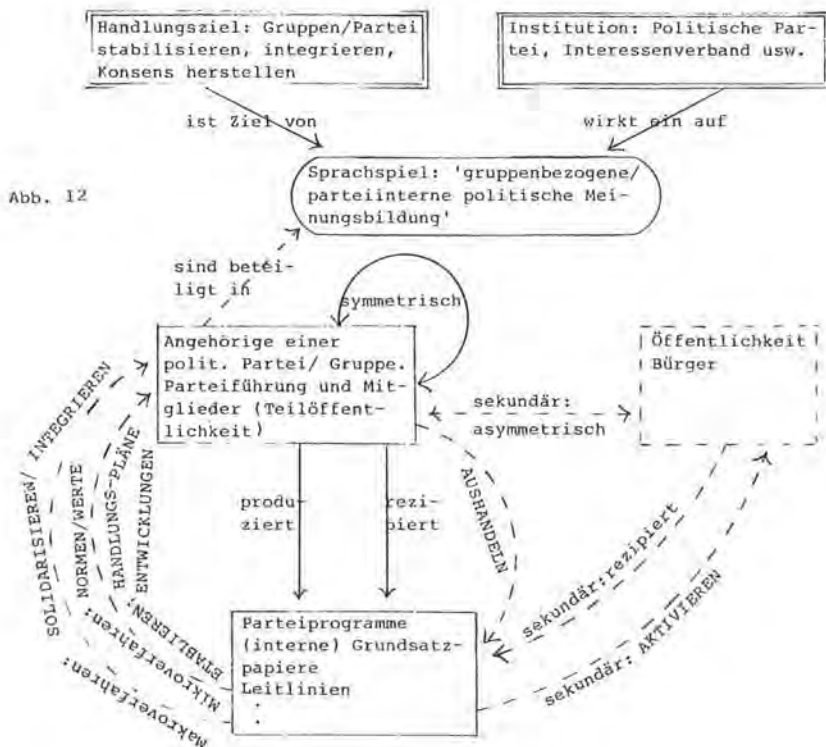 Handlungsziel: Gruppen/Partei
stabilisieren, integrieren,
Konsens herstellen
Institution: Politische Par-
tei, Interessenverband usw.
ist Ziel von
wirkt ein auf
Abb. 12
Sprachspiel: 'gruppenbezogene/
parteiinterne politische Mei-
nungsbildung'
sind betei-
ligt in
symmetrisch
Angehörige einer
polit. Partei/ Gruppe.
Parteiführung und Mit-
glieder (Teilöffent-
lichkeit)
Öffentlichkeit
Bürger
sekundär:
asymmetrisch
produ-
ziert
rezi-
piert
AUSHANDELN
sekundär:rezipiert
sekundär: AKTIVIEREN
Makroverfahren:
SOLIDARISIEREN/ INTEGRIEREN
Mikroverfahren:
NORMEN/WERTE
ETABLIEREN;
HANDLUNGS-PLÄNE
ENTWICKLUNGEN
Parteiprogramme
(interne) Grundsatz-
papiere
Leitlinien
: